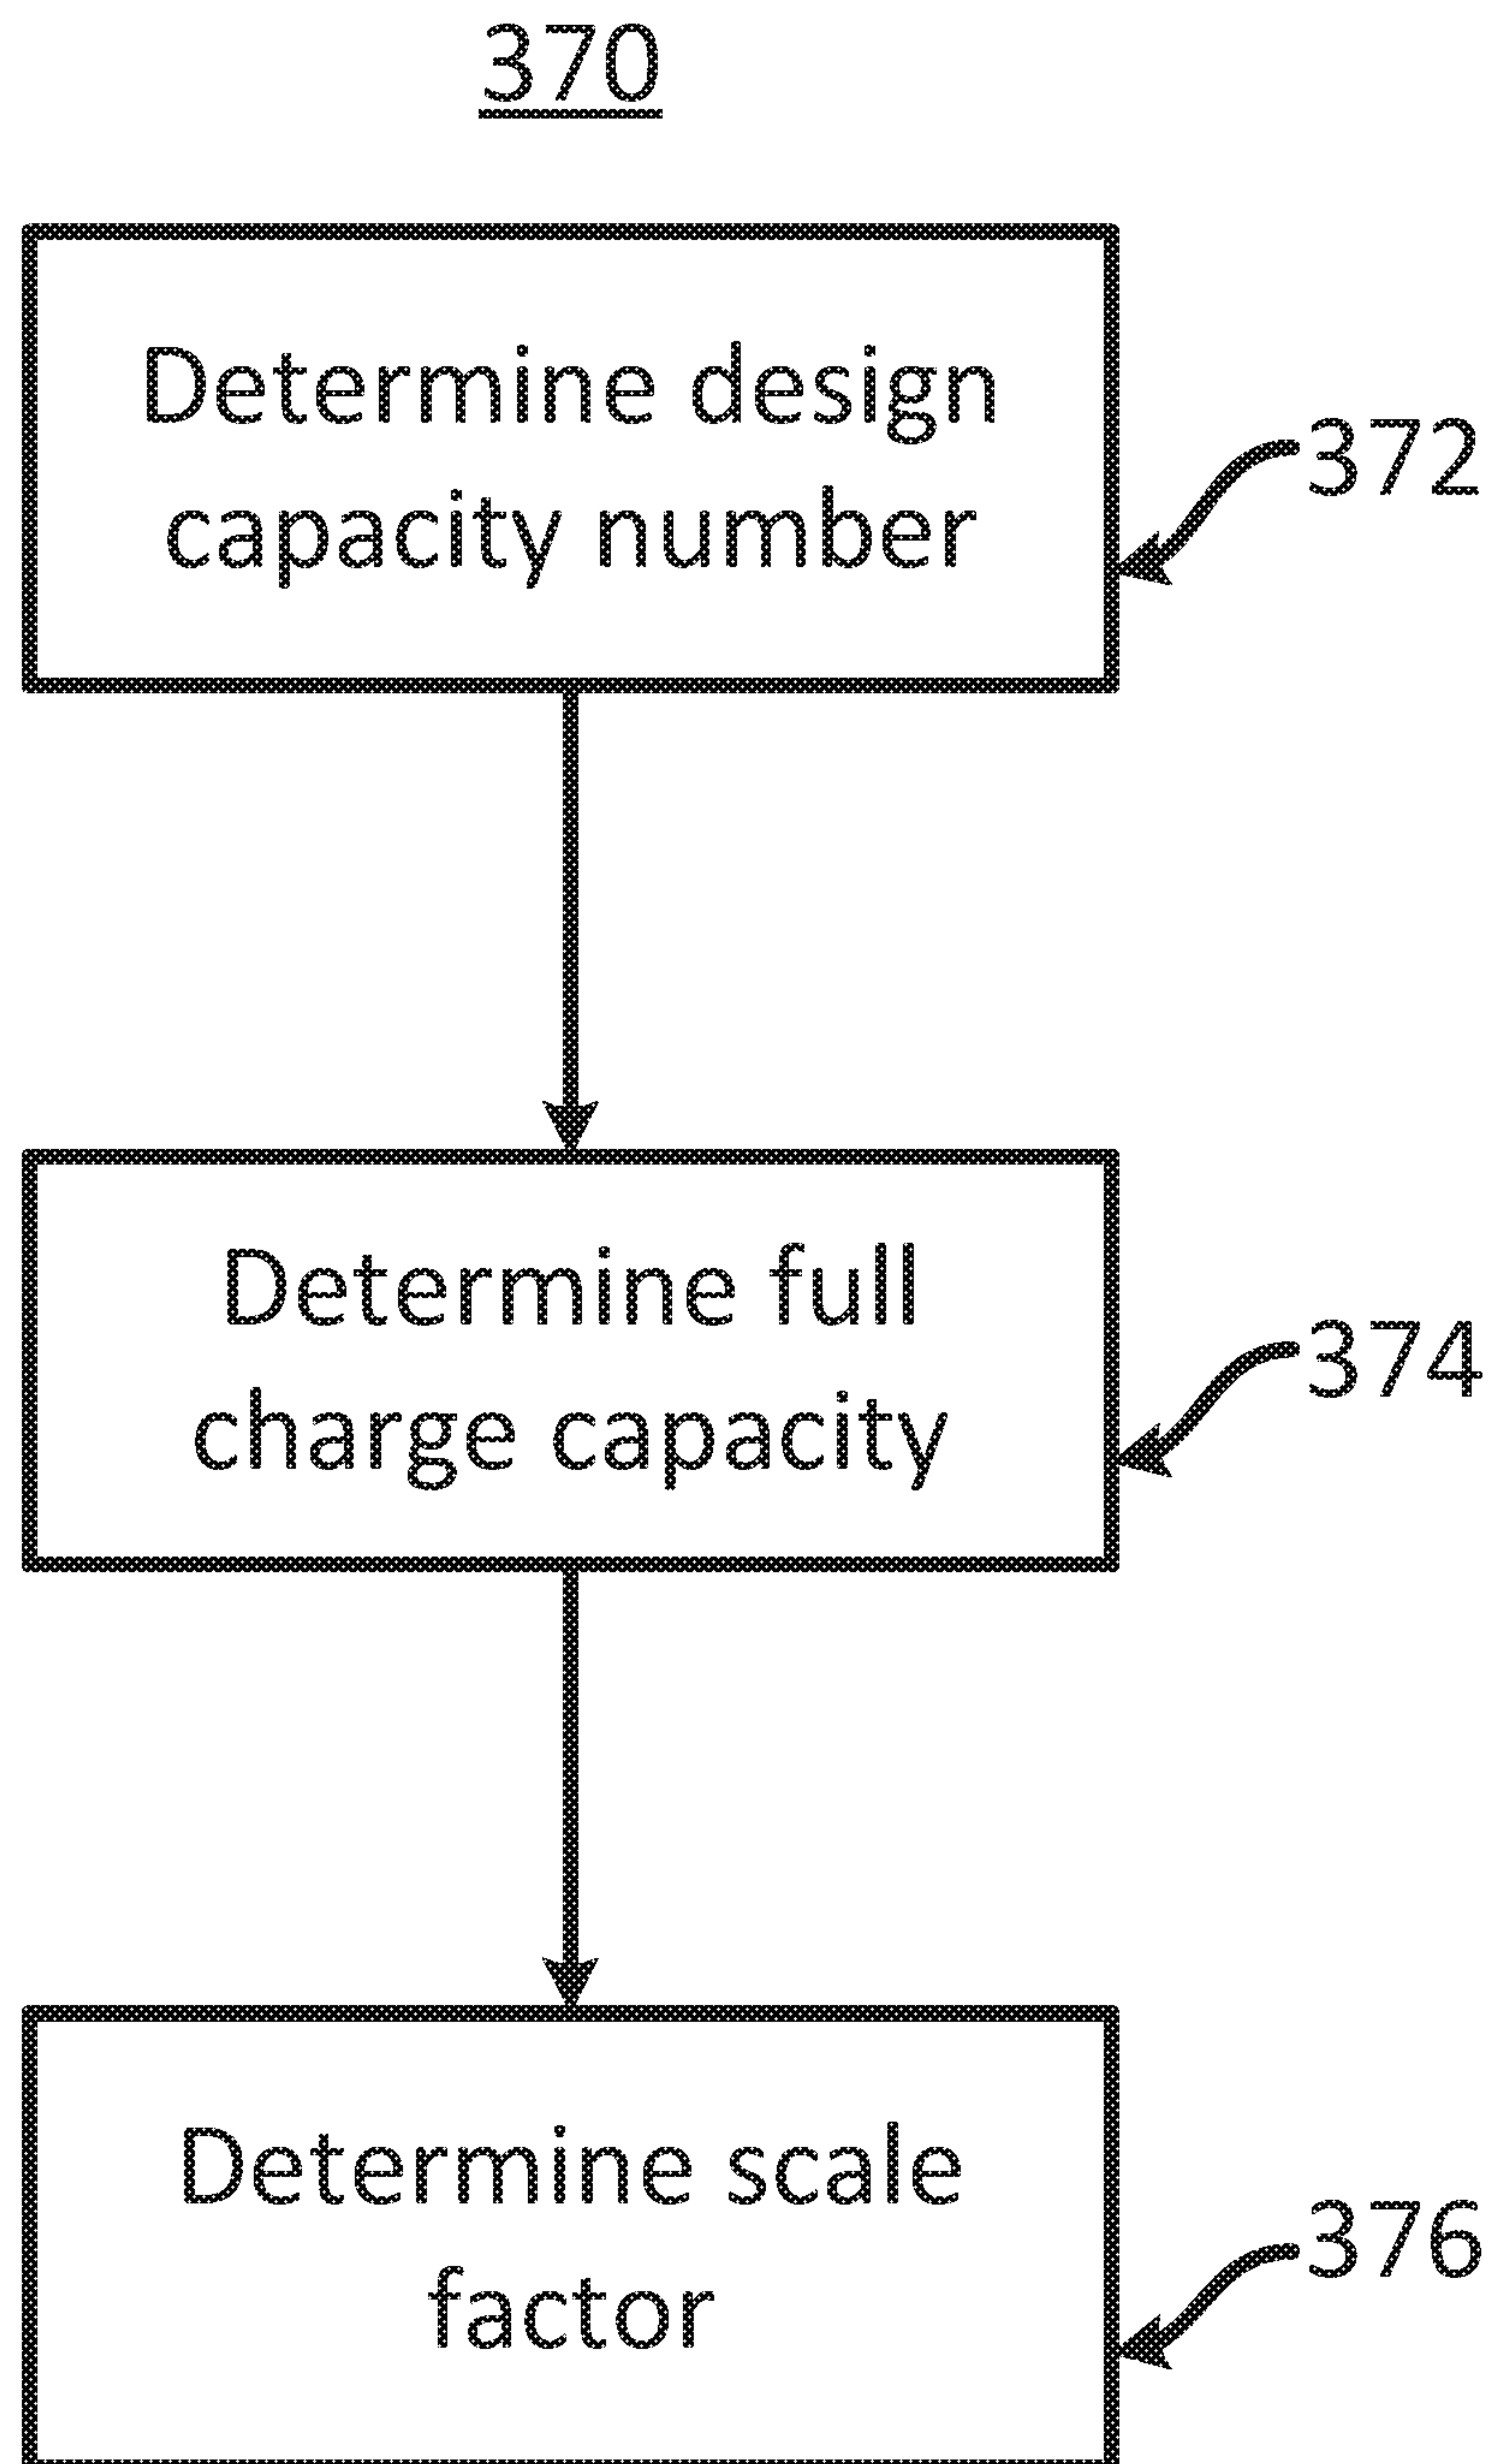 370
Determine design
capacity number
372
Determine full
charge capacity
374
Determine scale
factor
376